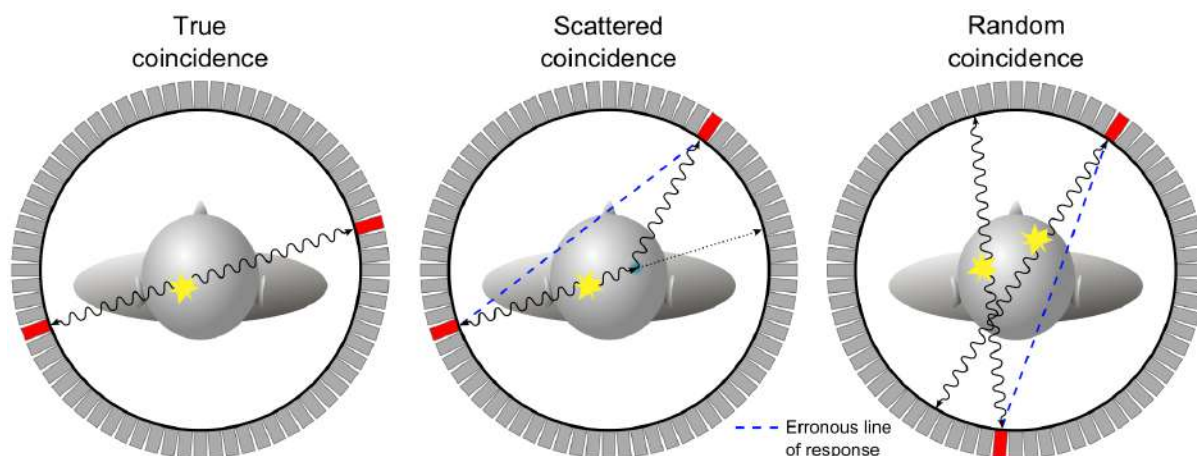 True
coincidence
Scattered
coincidence
Random
coincidence
Erronous line
of response